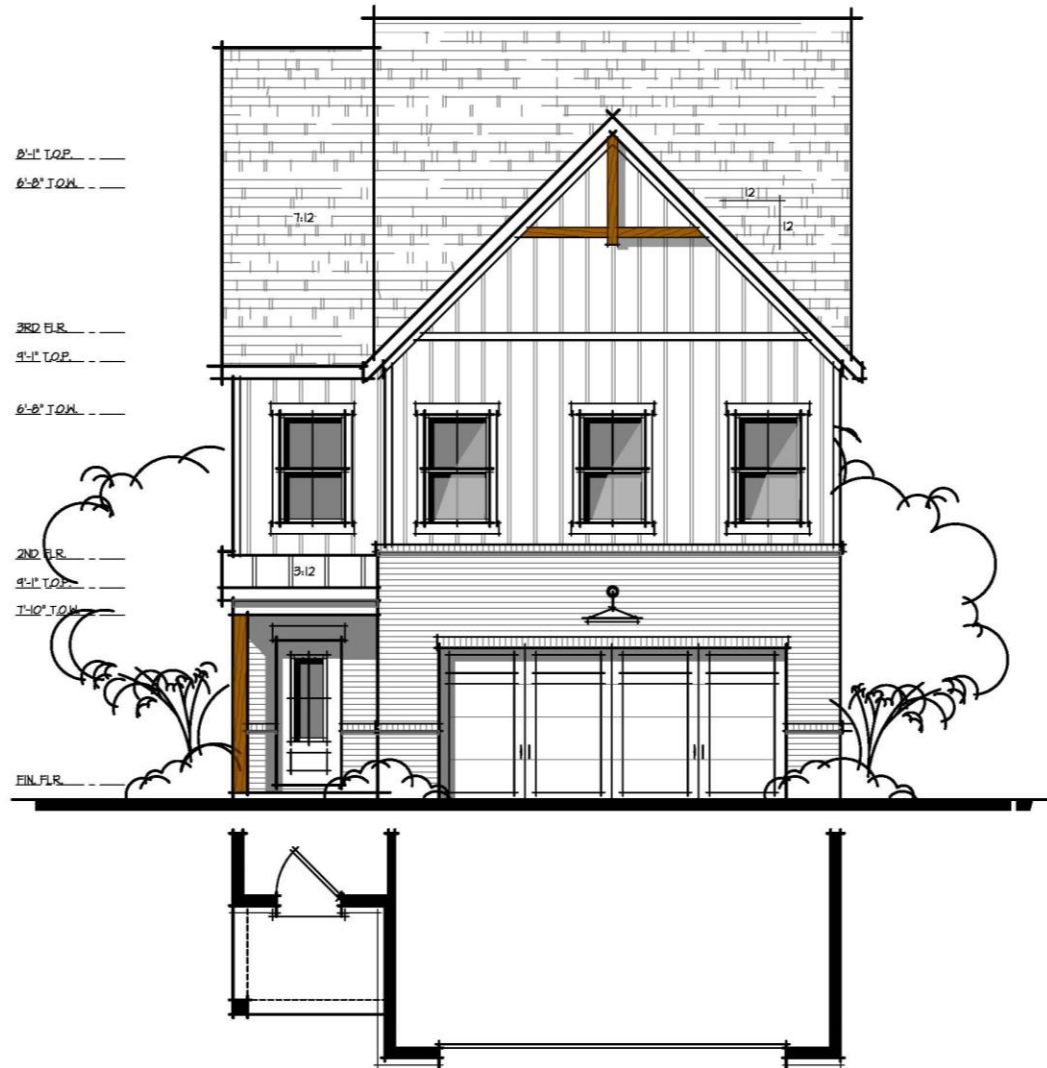 8'-1" T.O.P.
6'-8" T.O.W.
12
7:12
12
3RD FLR.
9'-1" T.O.P.
6'-8" T.O.W.
2ND FLR.
3:12
9'-1" T.O.P.
7'-10" T.O.W.
FIN. FLR.